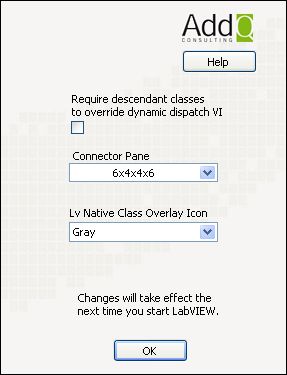 AddQ
CONSULTING
Help
Require descendant classes
to override dynamic dispatch VI
Connector Pane
6x4x4x6
Lv Native Class Overlay Icon
Gray
Changes will take effect the
next time you start LabVIEW.
OK